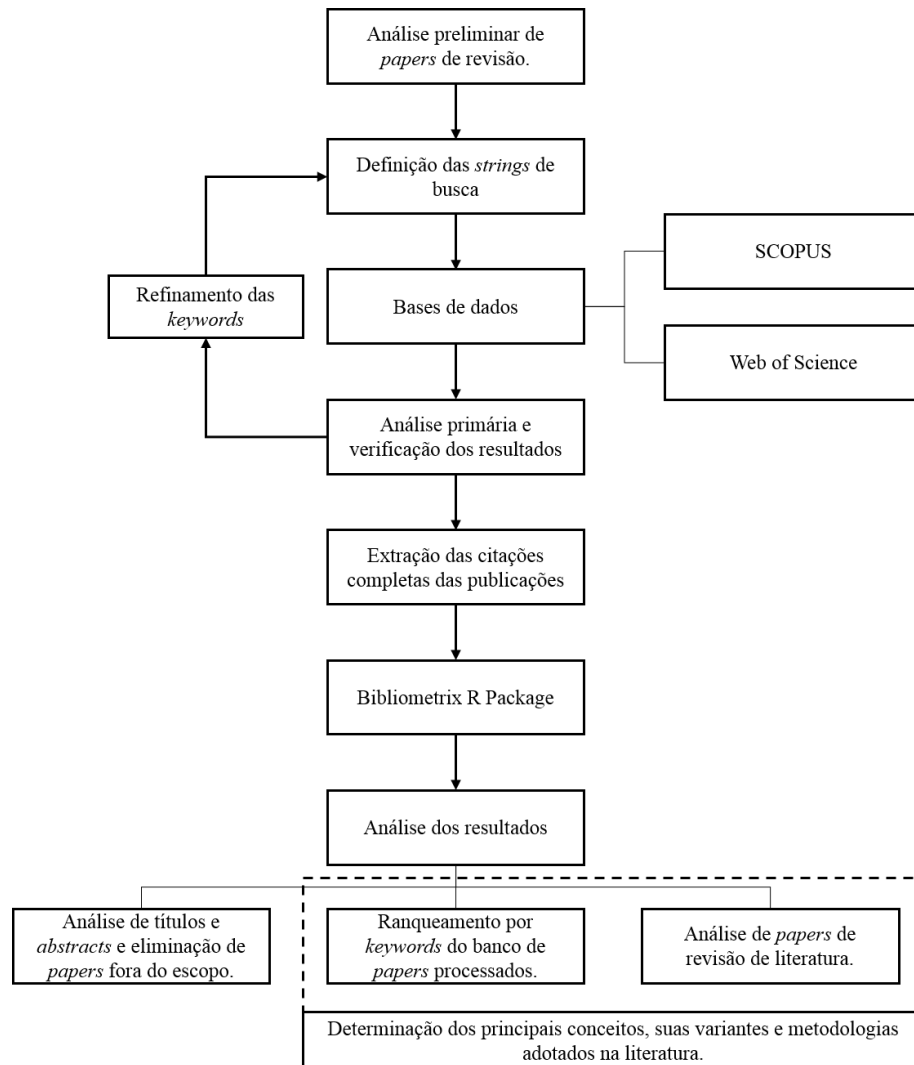 Análise preliminar
de papers de revisão.
Definição das strings de
busca
SCOPUS
Refinamento das
keywords
Bases de dados
Web of Science
Análise primária e
verificação dos resultados
Extração das citações
completas das publicações
Bibliometrix R Package
Análise dos resultados
Análise de títulos e
abstracts e eliminação de
papers fora do escopo.
Ranqueamento por
keywords do banco de
papers processados.
Análise de papers de
revisão de literatura.
Determinação dos principais conceitos, suas variantes e metodologias
adotados na literatura.